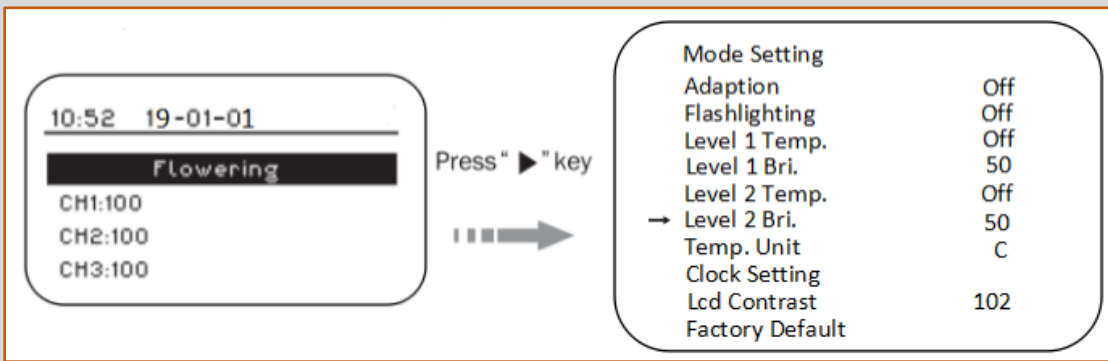 10:52 19-01-01
Flowering
CH1:100
CH2:100
CH3:100
Press "▶" key
Mode Setting
Adaption Off
Flashlighting Off
Level 1 Temp. Off
Level 1 Bri. 50
Level 2 Temp. Off
→ Level 2 Bri. 50
Temp. Unit C
Clock Setting
Lcd Contrast 102
Factory Default